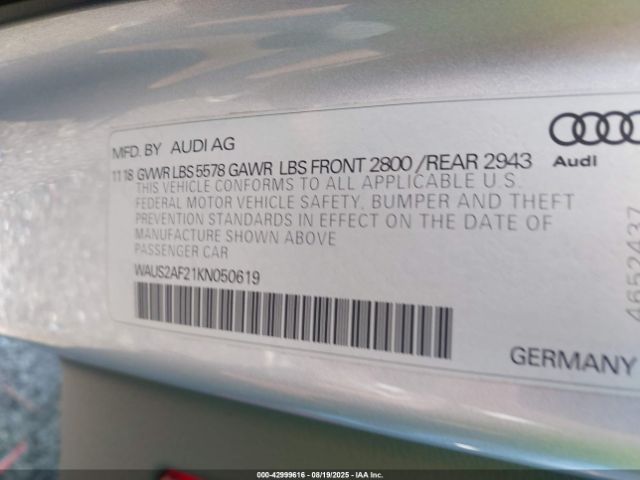 MFD. BY AUDI AG
11 18 GVWR LBS 5578 GAWR LBS FRONT 2800 / REAR 2943
THIS VEHICLE CONFORMS TO ALL APPLICABLE U.S.
FEDERAL MOTOR VEHICLE SAFETY, BUMPER AND THEFT
PREVENTION STANDARDS IN EFFECT ON THE DATE OF
MANUFACTURE SHOWN ABOVE
PASSENGER CAR
WAUS2AF21KN050619
Audi
4652437
GERMANY
000-42999616 - 08/19/2025 - IAA Inc.